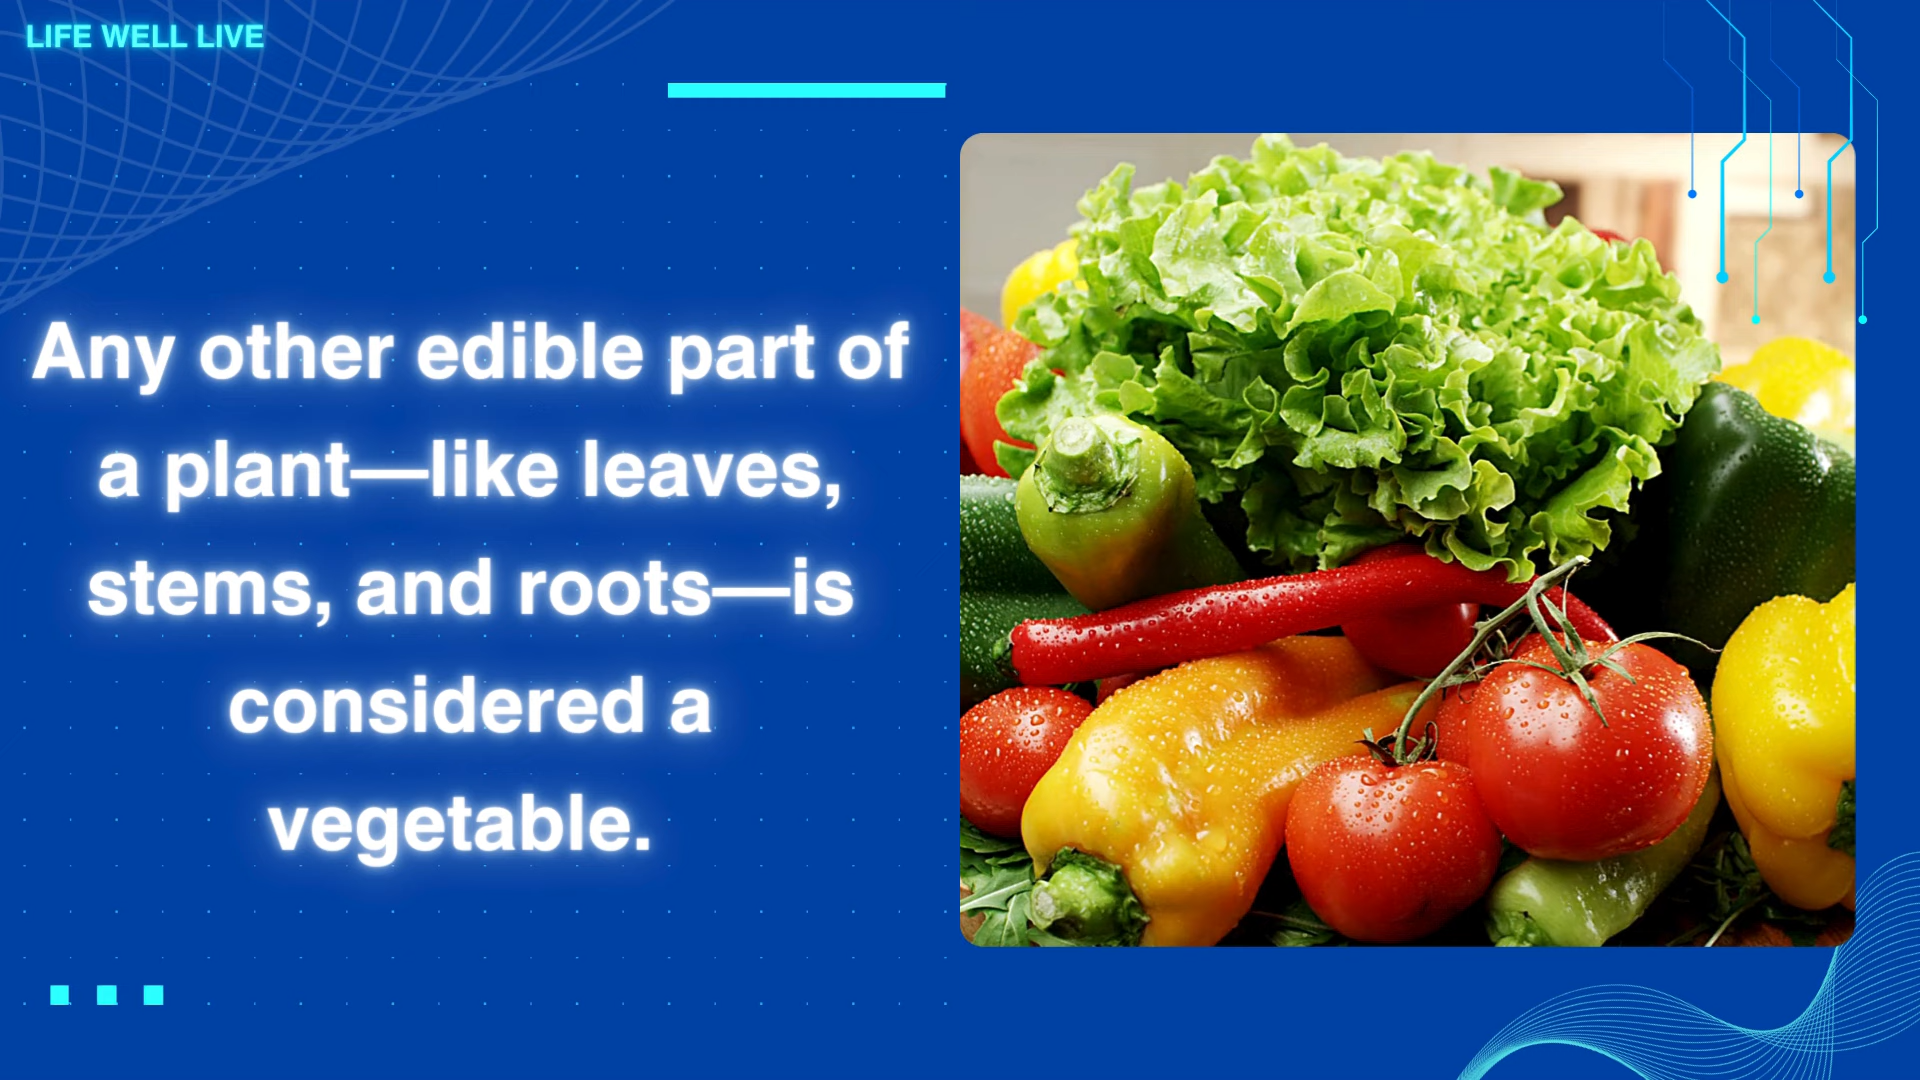 LIFE WELL LIVE
Any other edible part of
a plant—like leaves,
stems, and roots—is
considered a
vegetable.